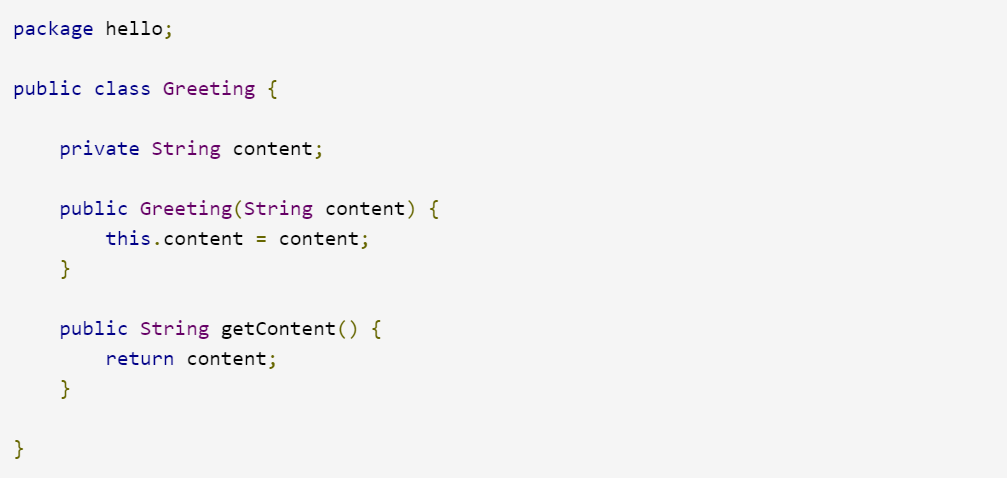 package hello;
public class Greeting {
    private String content;
    public Greeting(String content) {
        this.content = content;
    }
    public String getContent() {
        return content;
    }
}